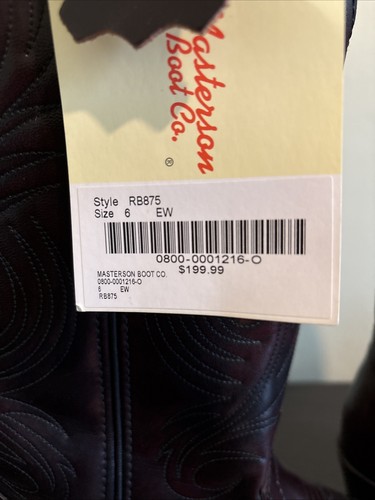 Masterson
Boot Co.
®
Style RB875
Size 6 EW
0800-0001216-O
$199.99
MASTERSON BOOT CO.
0800-0001216-O
6 EW
RB875